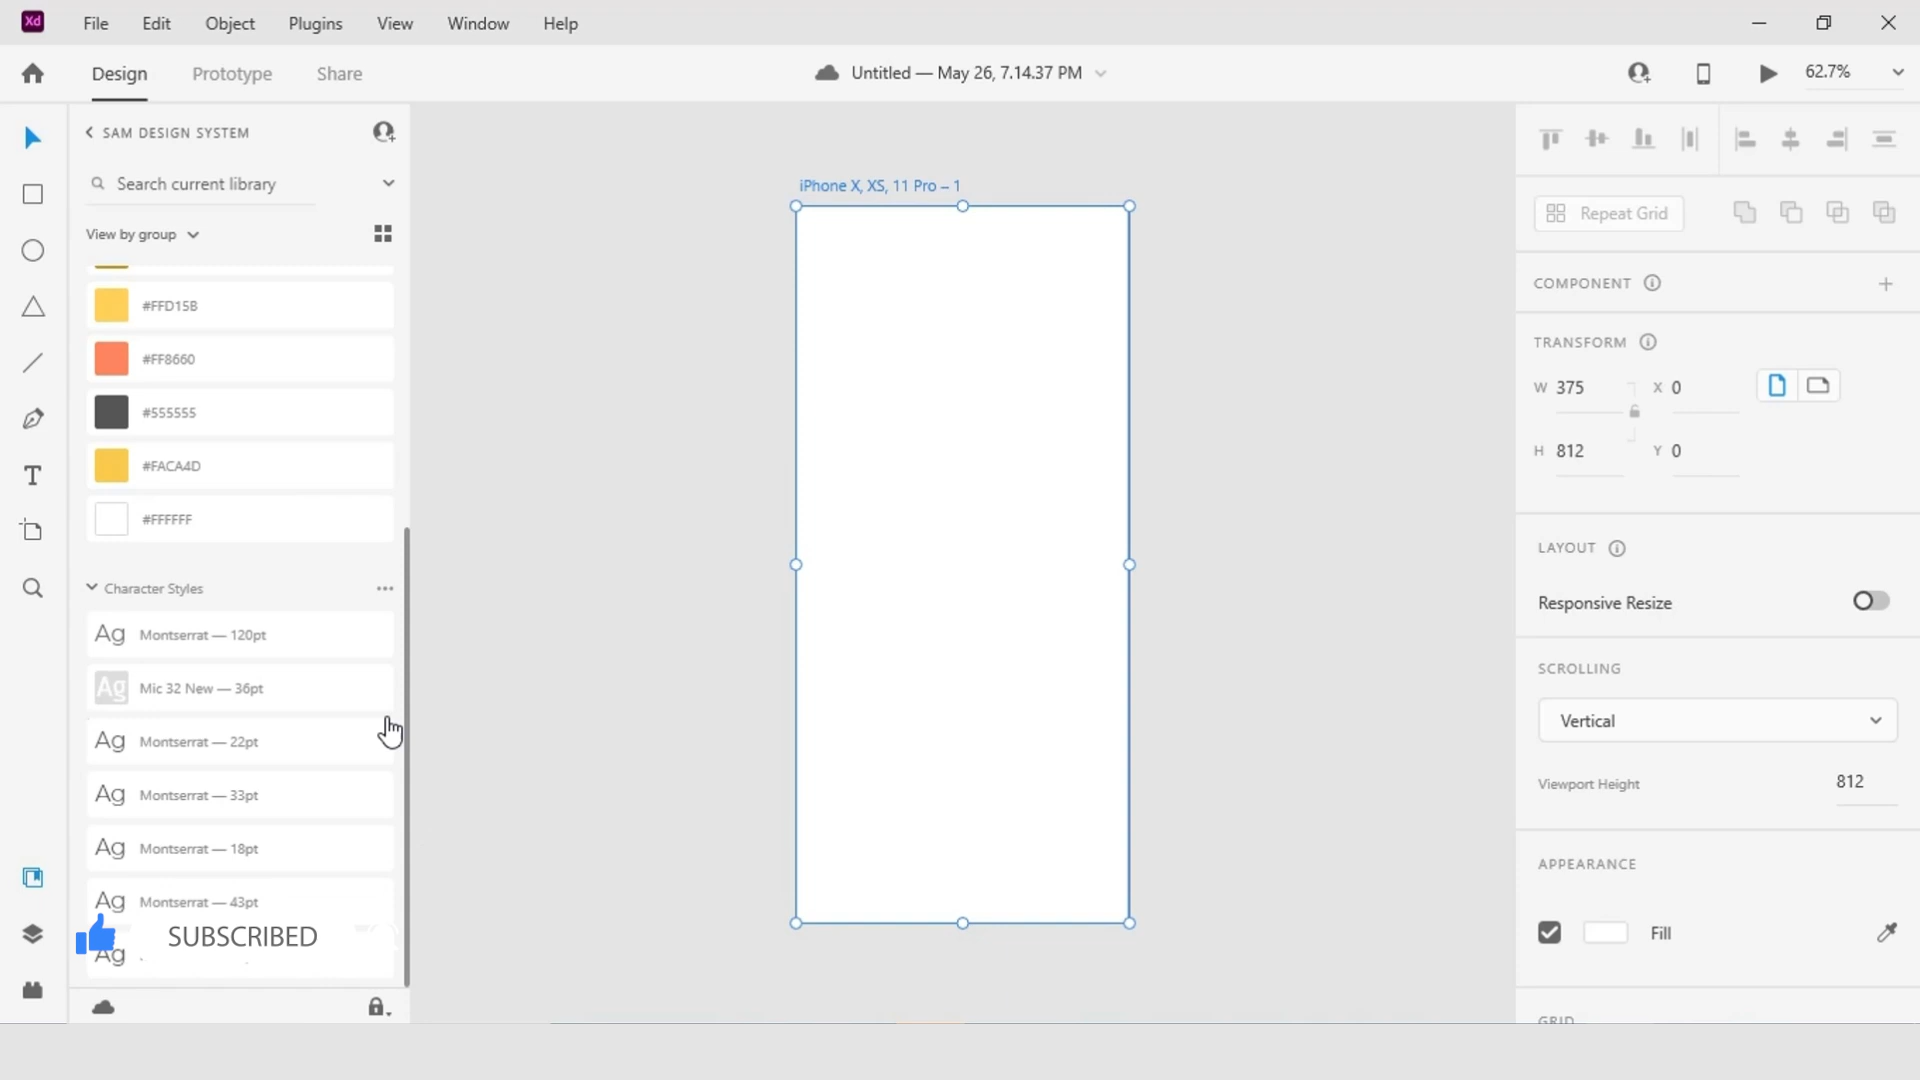 Xd File Edit Object Plugins View Window Help
Design Prototype Share
Untitled — May 26, 7.14.37 PM
62.7%
SAM DESIGN SYSTEM
Search current library
View by group
#FFD15B
#FF8660
#555555
#FACA4D
#FFFFFF
Character Styles
Ag Montserrat — 120pt
Ag Mic 32 New — 36pt
Ag Montserrat — 22pt
Ag Montserrat — 33pt
Ag Montserrat — 18pt
Ag Montserrat — 43pt
SUBSCRIBED
Ag
iPhone X, XS, 11 Pro – 1
Repeat Grid
COMPONENT
TRANSFORM
W 375 X 0
H 812 Y 0
LAYOUT
Responsive Resize
SCROLLING
Vertical
Viewport Height 812
APPEARANCE
Fill
GRID